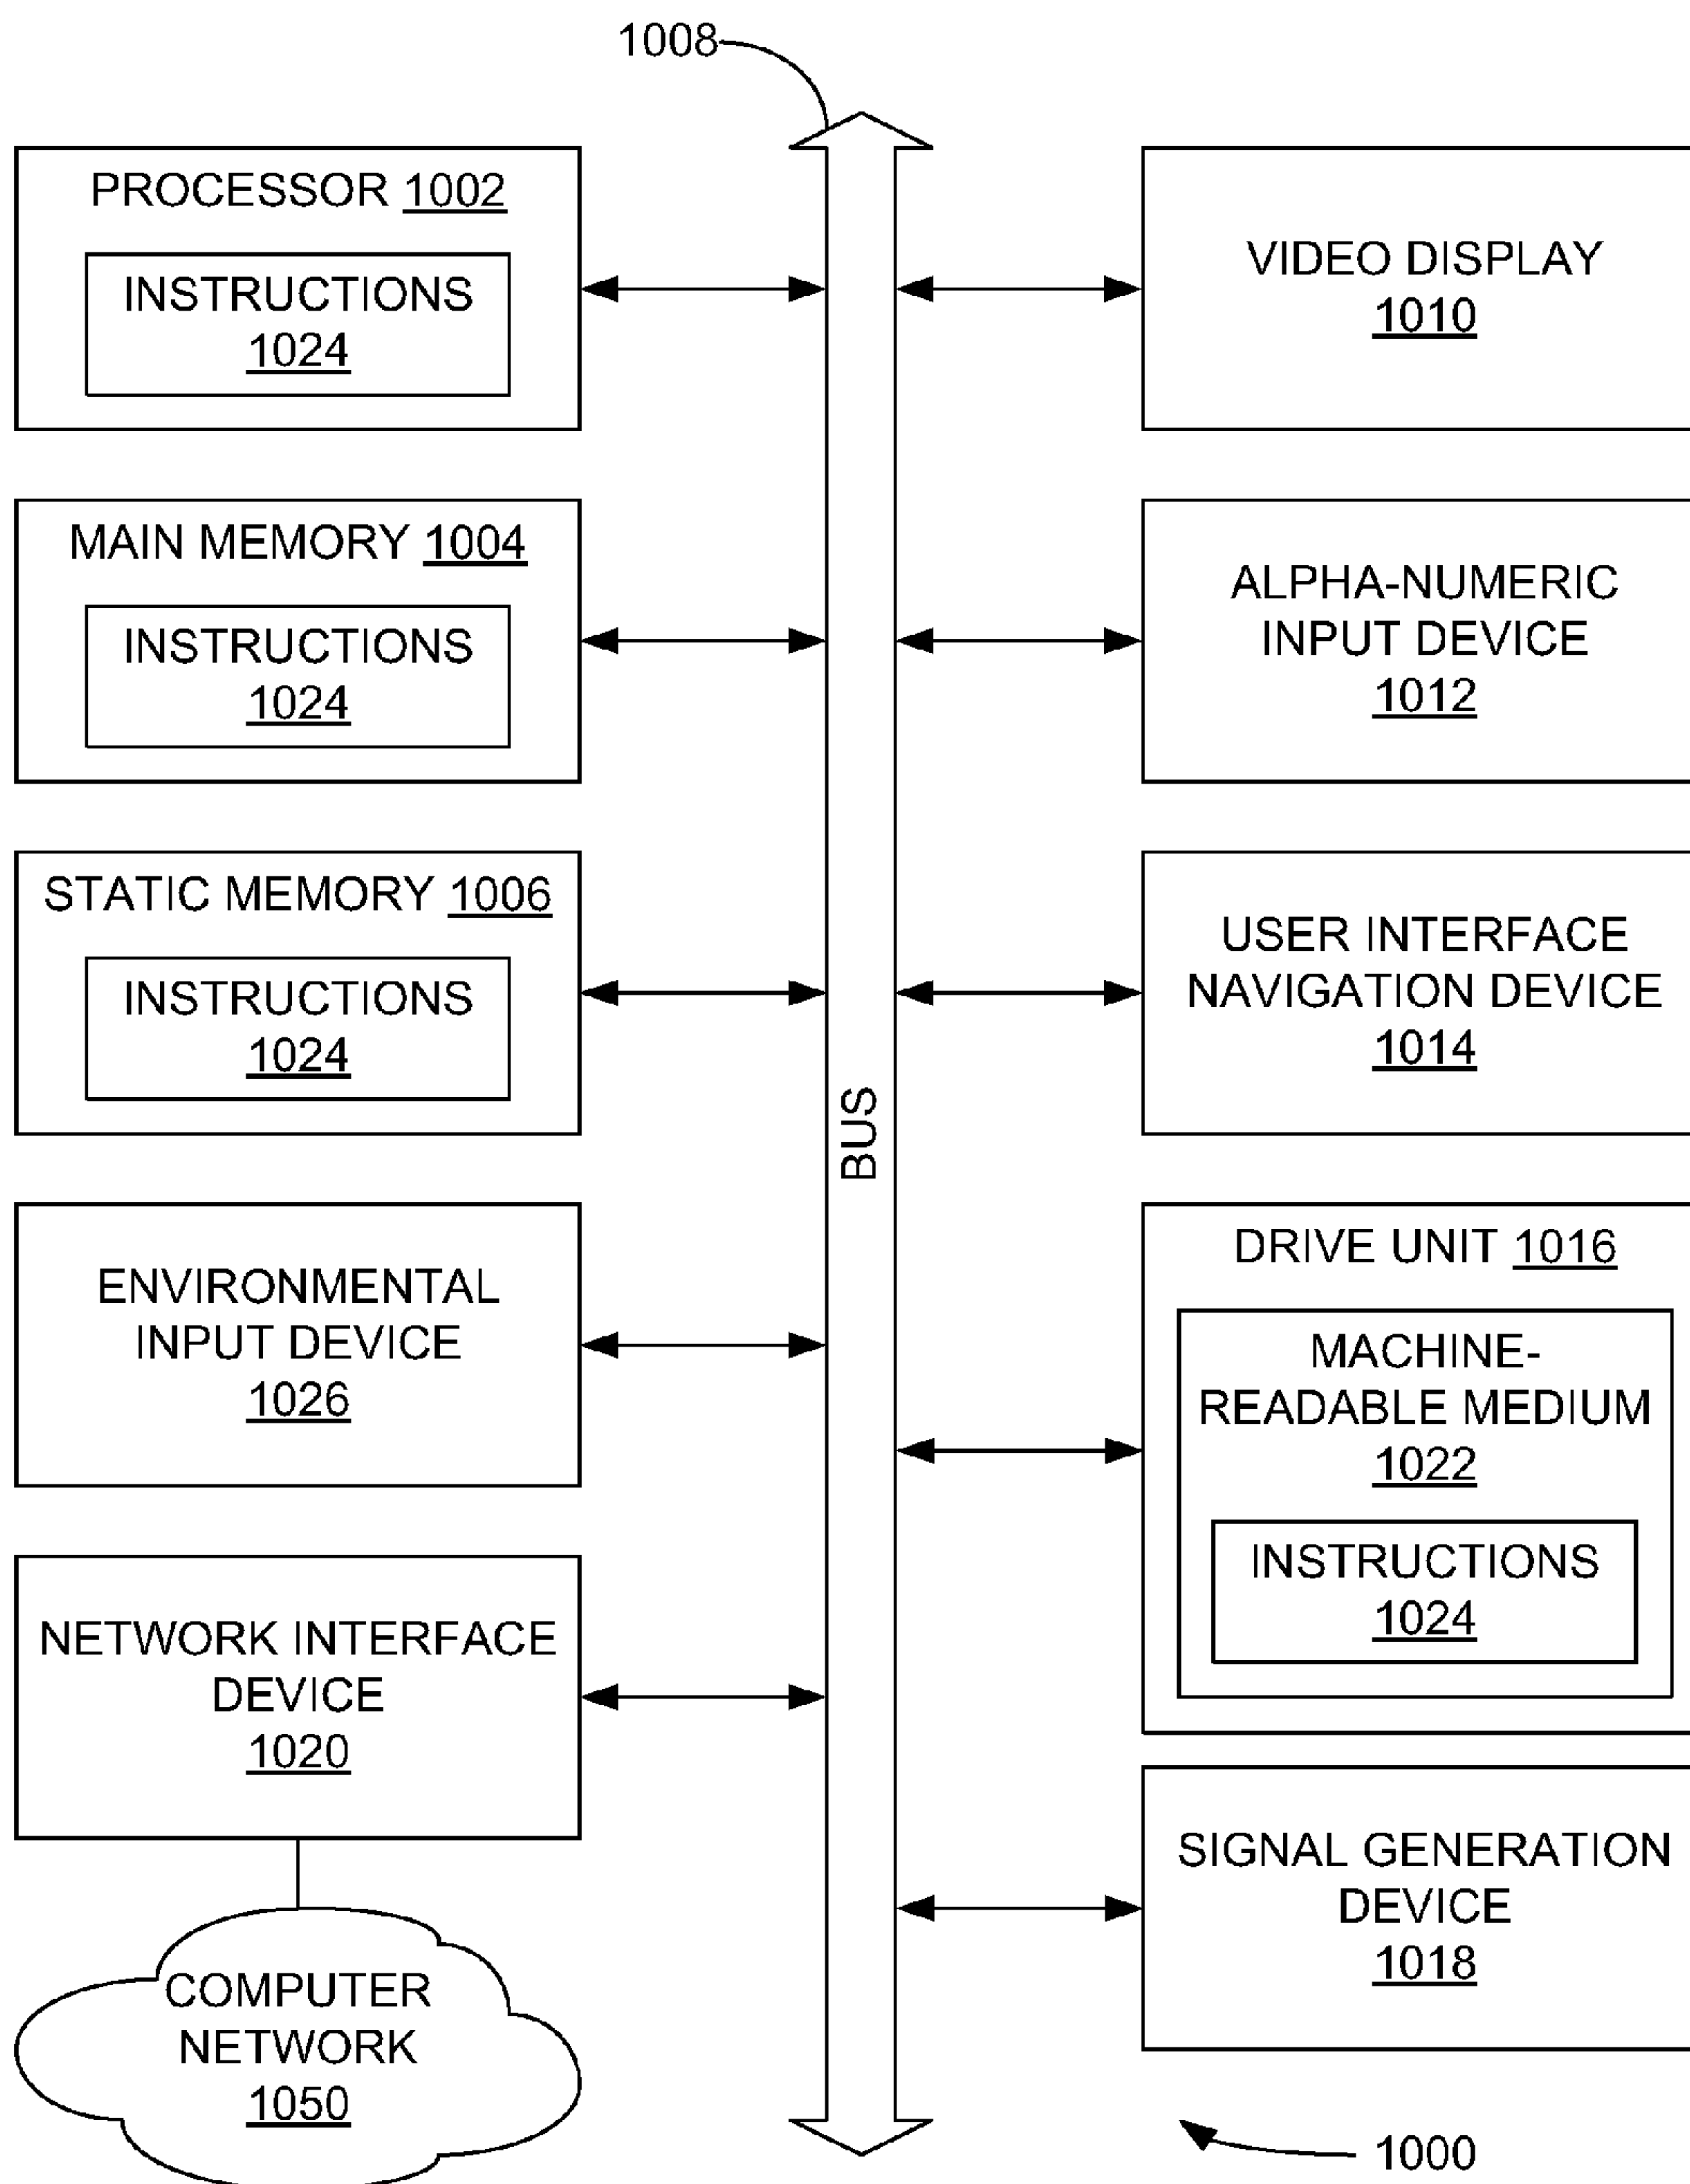 1008
PROCESSOR 1002
INSTRUCTIONS
1024
MAIN MEMORY 1004
INSTRUCTIONS
1024
STATIC MEMORY 1006
INSTRUCTIONS
1024
ENVIRONMENTAL
INPUT DEVICE
1026
NETWORK INTERFACE
DEVICE
1020
COMPUTER
NETWORK
1050
BUS
VIDEO DISPLAY
1010
ALPHA-NUMERIC
INPUT DEVICE
1012
USER INTERFACE
NAVIGATION DEVICE
1014
DRIVE UNIT 1016
MACHINE-
READABLE MEDIUM
1022
INSTRUCTIONS
1024
SIGNAL GENERATION
DEVICE
1018
1000